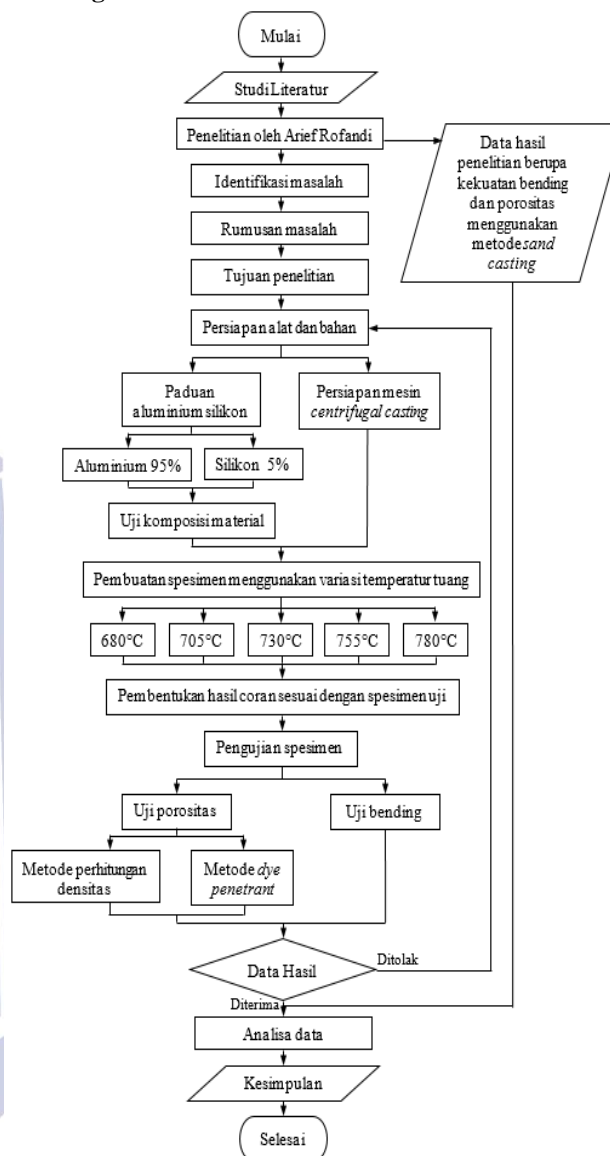 Mulai
Studi Literatur
Penelitian oleh Arief Rofandi
Data hasil
penelitian berupa
kekuatan bending
dan porositas
menggunakan
metode sand
casting
Identifikasi masalah
Rumusan masalah
Tujuan penelitian
Persiapan alat dan bahan
Paduan
aluminium silikon
Persiapan mesin
centrifugal casting
Aluminium 95%
Silikon 5%
Uji komposisi material
Pembuatan spesimen menggunakan variasi temperatur tuang
680°C
705°C
730°C
755°C
780°C
Pembentukan hasil coran sesuai dengan spesimen uji
Pengujian spesimen
Uji porositas
Uji bending
Metode perhitungan
densitas
Metode dye
penetrant
Data Hasil
Ditolak
Diterima
Analisa data
Kesimpulan
Selesai